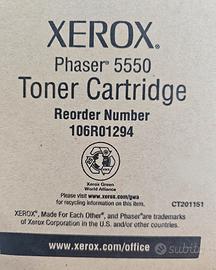 XEROX®
Phaser® 5550
Toner Cartridge
Reorder Number
106R01294
Xerox Green
World Alliance
Please visit www.xerox.com/gwa
for recycling information on this item.
CT201151
XEROX®, Made For Each Other®, and Phaser® are trademarks
of Xerox Corporation in the U.S. and/or other countries.
www.xerox.com/office
subito